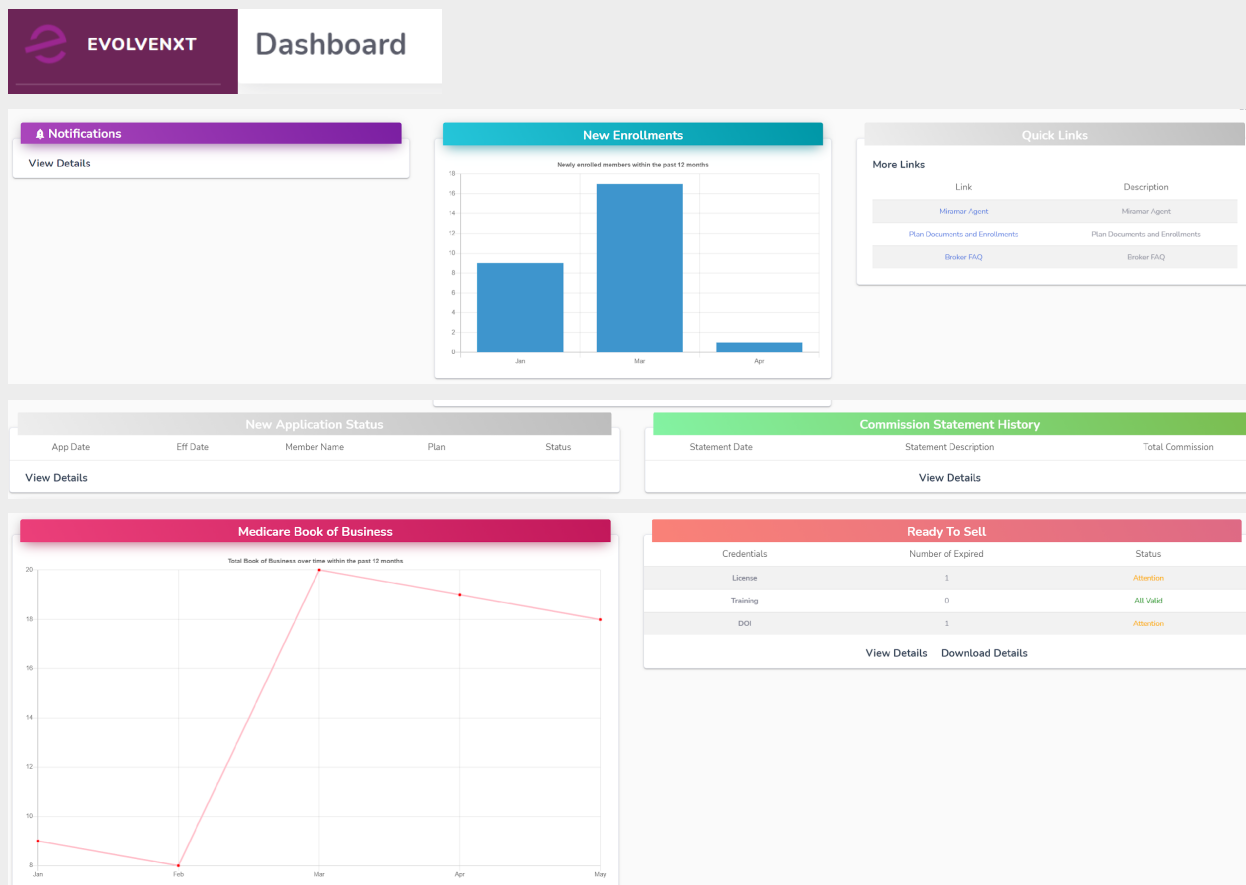 EVOLVENXT
Dashboard
Notifications
View Details
New Enrollments
Newly enrolled members within the past 12 months
18
16
14
12
10
8
6
4
2
0
Jan Mar Apr
Quick Links
More Links
Link Description
Miramar Agent Miramar Agent
Plan Documents and Enrollments Plan Documents and Enrollments
Broker FAQ Broker FAQ
New Application Status
App Date Eff Date Member Name Plan Status
View Details
Commission Statement History
Statement Date Statement Description Total Commission
View Details
Medicare Book of Business
Total Book of Business over time within the past 12 months
20
18
16
14
12
10
8
Jan Feb Mar Apr May
Ready To Sell
Credentials Number of Expired Status
License 1 Attention
Training 0 All Valid
DOI 1 Attention
View Details Download Details